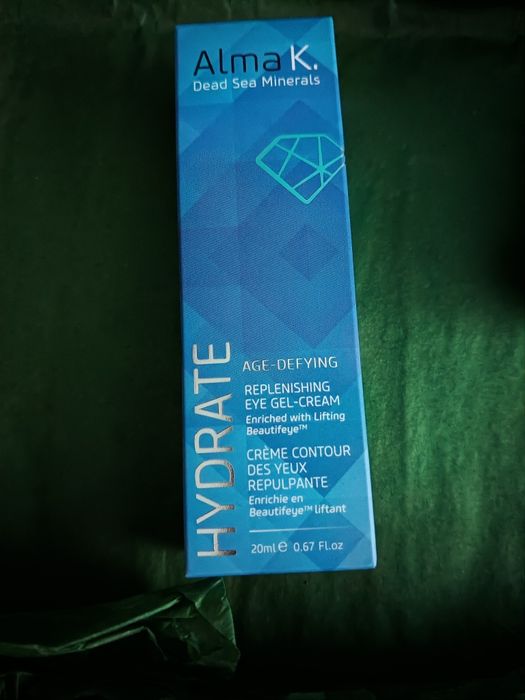 Alma K.
Dead Sea Minerals
HYDRATE
AGE-DEFYING
REPLENISHING
EYE GEL-CREAM
Enriched with Lifting
Beautifeye™
CRÈME CONTOUR
DES YEUX
REPULPANTE
Enrichie en
Beautifeye™ liftant
20ml ℮ 0.67 Fl.oz